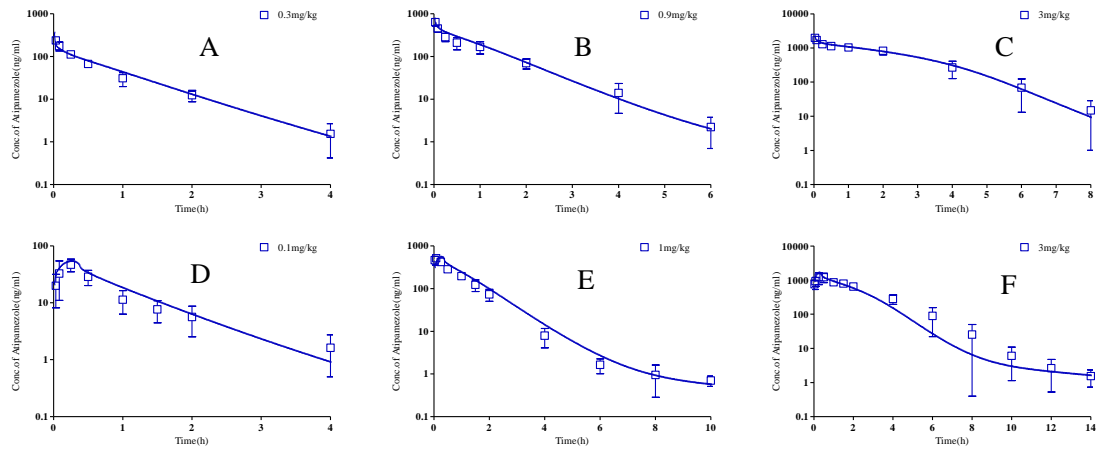 0.3mg/kg
A
Conc.of Atipamezole(ng/ml)
1000
100
10
1
0.1
0
1
2
3
4
Time(h)
0.9mg/kg
B
Conc.of Atipamezole(ng/ml)
1000
100
10
1
0.1
0
2
4
6
Time(h)
3mg/kg
C
Conc.of Atipamezole(ng/ml)
10000
1000
100
10
1
0.1
0
1
2
3
4
5
6
7
8
Time(h)
0.1mg/kg
D
Conc.of Atipamezole(ng/ml)
100
10
1
0.1
0
1
2
3
4
Time(h)
1mg/kg
E
Conc.of Atipamezole(ng/ml)
1000
100
10
1
0.1
0
2
4
6
8
10
Time(h)
3mg/kg
F
Conc.of Atipamezole(ng/ml)
10000
1000
100
10
1
0.1
0
2
4
6
8
10
12
14
Time(h)